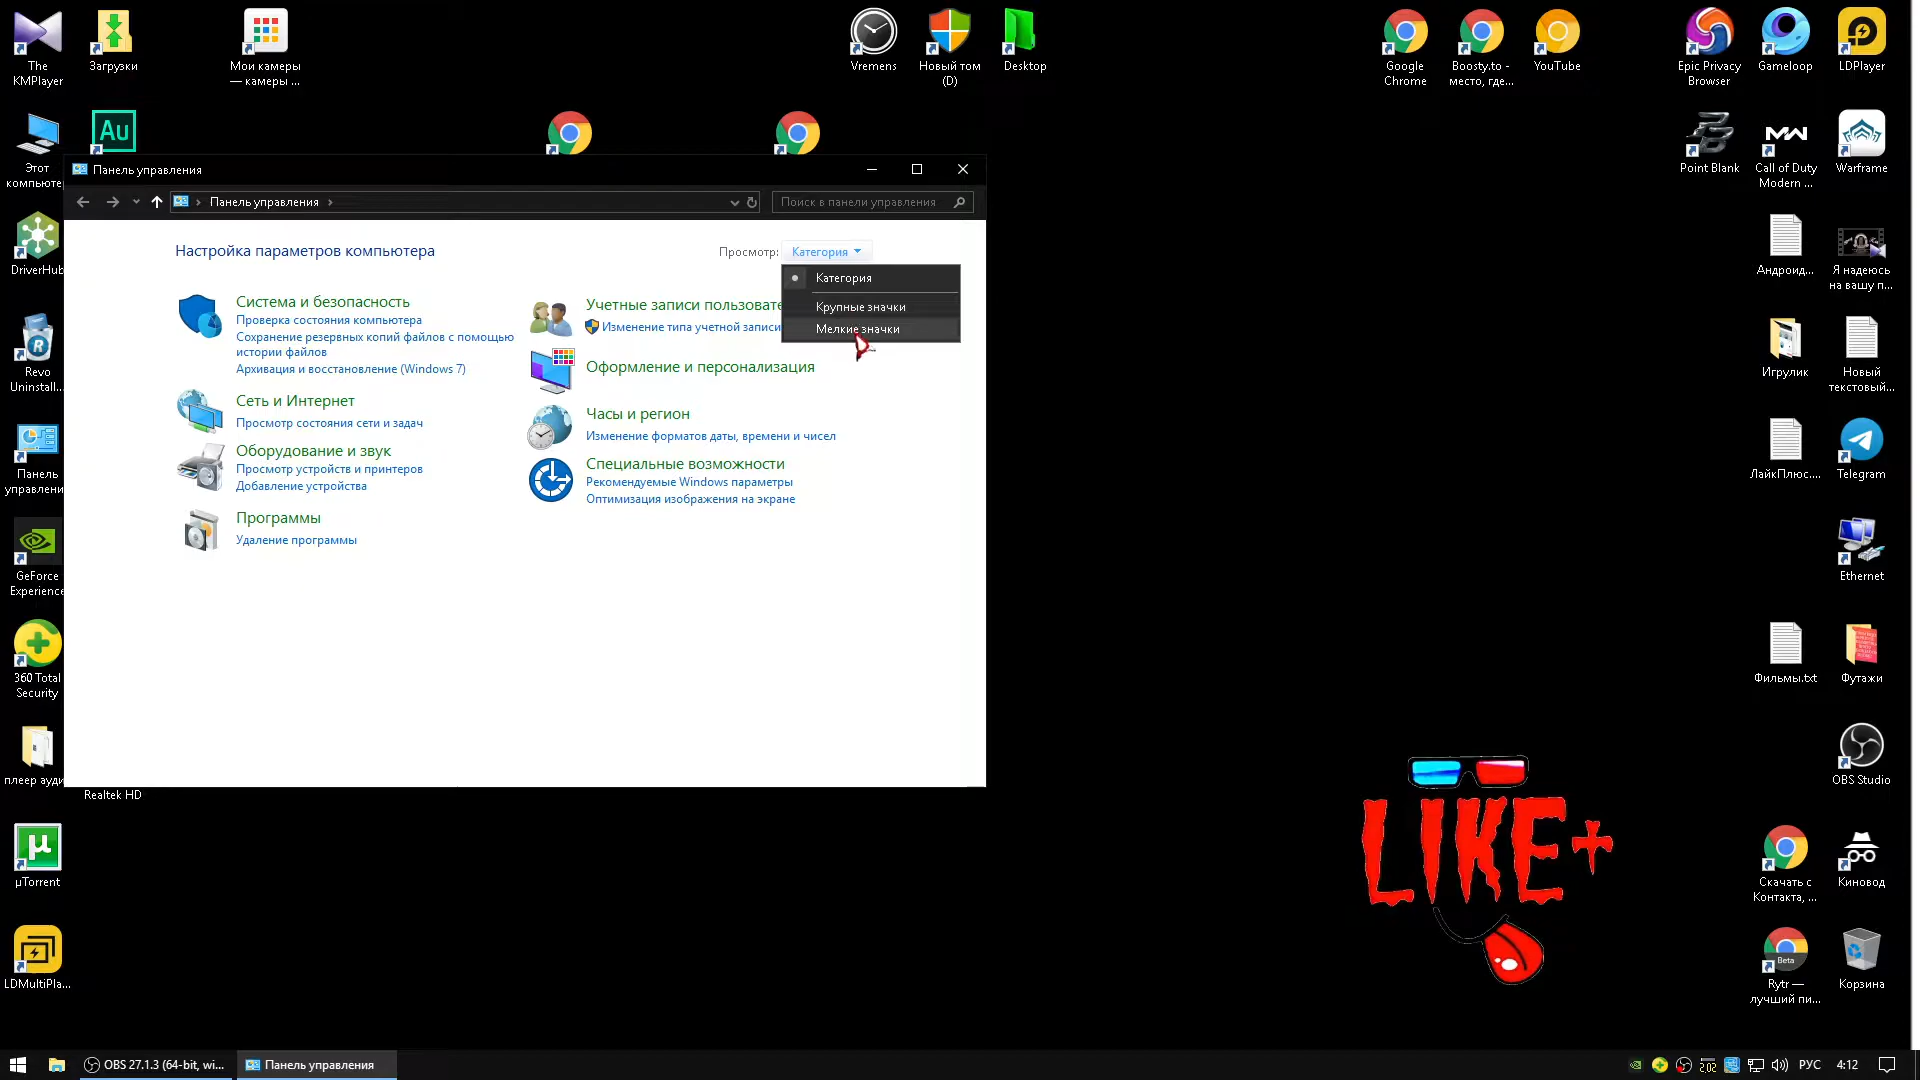 The
KMPlayer
Загрузки
Мои камеры
— камеры ...
Vremens
Новый том
(D)
Desktop
Google
Chrome
Boosty.to -
место, где...
YouTube
Epic Privacy
Browser
Gameloop
LDPlayer
Этот
компьютер
Au
Point Blank
Call of Duty
Modern ...
Warframe
Панель управления
Панель управления
Поиск в панели управления
Настройка параметров компьютера
Просмотр:
Категория
Категория
Крупные значки
Мелкие значки
Система и безопасность
Проверка состояния компьютера
Сохранение резервных копий файлов с помощью
истории файлов
Архивация и восстановление (Windows 7)
Сеть и Интернет
Просмотр состояния сети и задач
Оборудование и звук
Просмотр устройств и принтеров
Добавление устройства
Программы
Удаление программы
Учетные записи пользовате
Изменение типа учетной записи
Оформление и персонализация
Часы и регион
Изменение форматов даты, времени и чисел
Специальные возможности
Рекомендуемые Windows параметры
Оптимизация изображения на экране
DriverHub
Revo
Uninstall...
Панель
управлени
GeForce
Experience
360 Total
Security
плеер ауди
Realtek HD
µTorrent
LDMultiPla...
Андроид...
Я надеюсь
на вашу п...
Игрулик
Новый
текстовый...
ЛайкПлюс....
Telegram
Ethernet
Фильмы.txt
Футажи
OBS Studio
LIKE+
Скачать с
Контакта, ...
Киновод
Beta
Rytr —
лучший пи...
Корзина
OBS 27.1.3 (64-bit, wi...
Панель управления
2.02
РУС
4:12